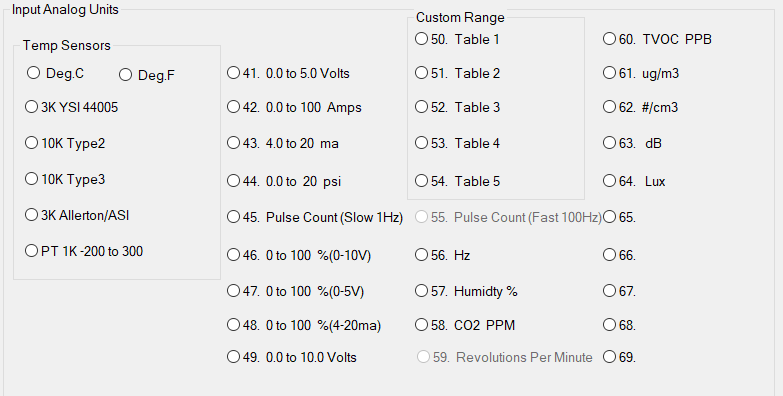 Input Analog Units
Temp Sensors
Deg.C
Deg.F
3K YSI 44005
10K Type2
10K Type3
3K Allerton/ASI
PT 1K -200 to 300
41. 0.0 to 5.0 Volts
42. 0.0 to 100 Amps
43. 4.0 to 20 ma
44. 0.0 to 20 psi
45. Pulse Count (Slow 1Hz)
46. 0 to 100 %(0-10V)
47. 0 to 100 %(0-5V)
48. 0 to 100 %(4-20ma)
49. 0.0 to 10.0 Volts
Custom Range
50. Table 1
51. Table 2
52. Table 3
53. Table 4
54. Table 5
55. Pulse Count (Fast 100Hz)
56. Hz
57. Humidty %
58. CO2 PPM
59. Revolutions Per Minute
60. TVOC PPB
61. ug/m3
62. #/cm3
63. dB
64. Lux
65.
66.
67.
68.
69.